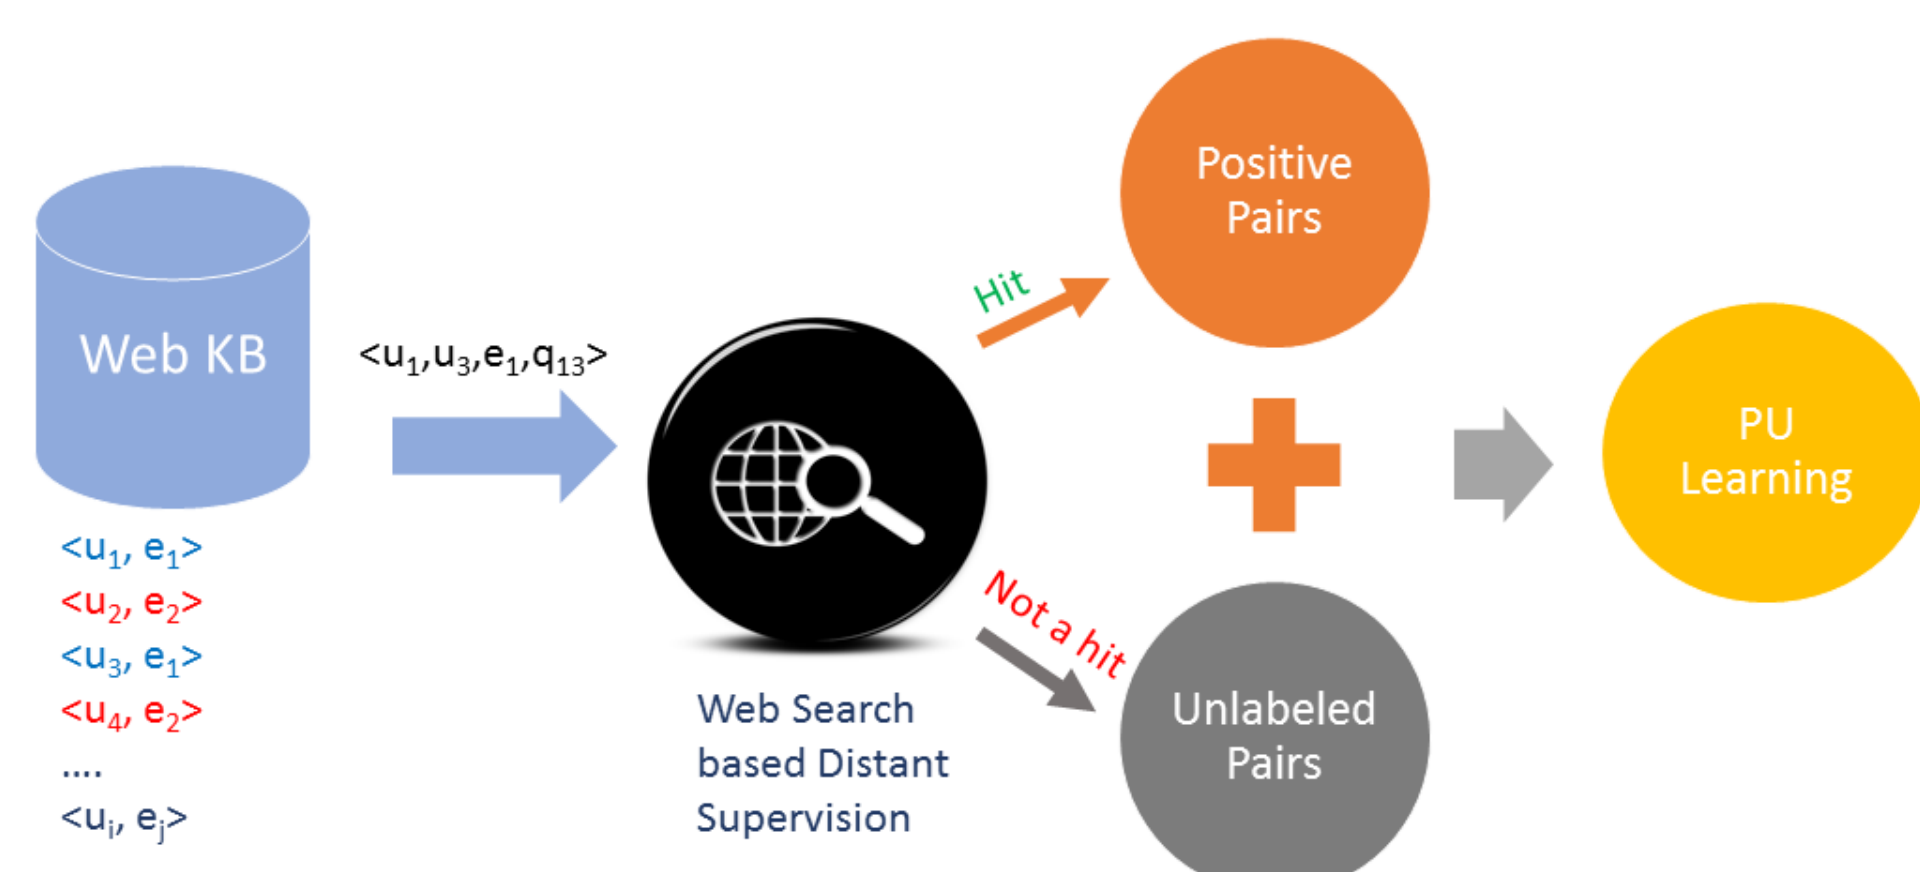 Web KB
<u1, e1>
<u2, e2>
<u3, e1>
<u4, e2>
....
<ui, ej>
<u1,u3,e1,q13>
Web Search
based Distant
Supervision
Hit
Not a hit
Positive
Pairs
Unlabeled
Pairs
PU
Learning